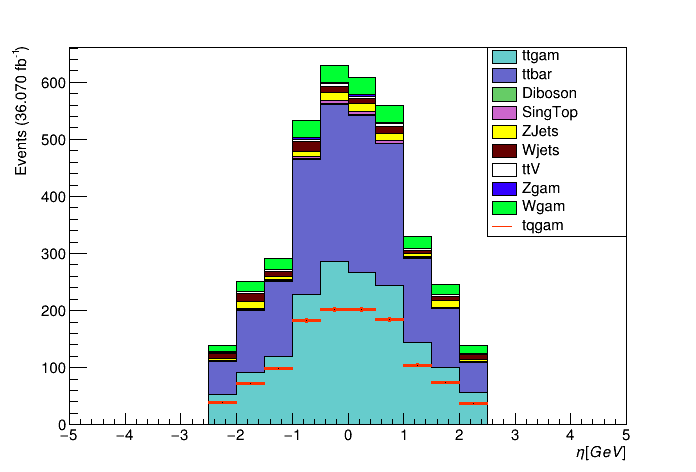 Events (36.070 fb⁻¹)
600
500
400
300
200
100
0
−5 −4 −3 −2 −1 0 1 2 3 4 5
η[GeV]
ttgam
ttbar
Diboson
SingTop
ZJets
Wjets
ttV
Zgam
Wgam
tqgam